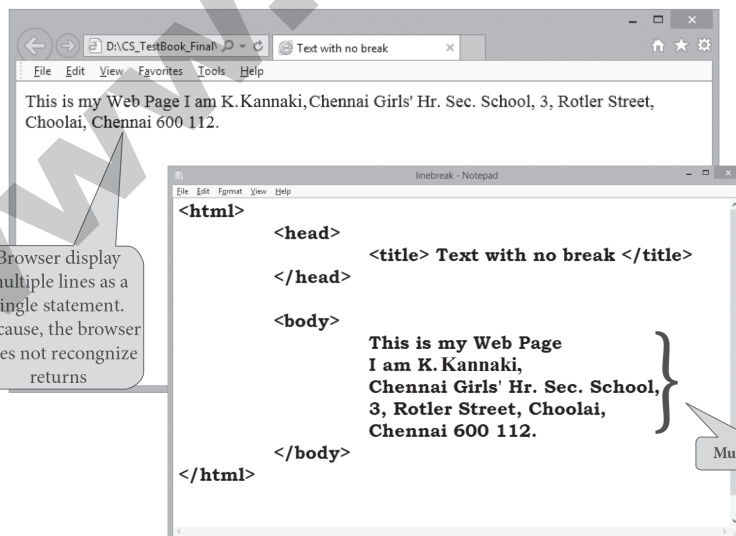 D:\CS_TestBook_Final\
Text with no break
File Edit View Favorites Tools Help
This is my Web Page I am K.Kannaki, Chennai Girls' Hr. Sec. School, 3, Rotler Street,
Choolai, Chennai 600 112.
linebreak - Notepad
File Edit Format View Help
<html>
<head>
<title> Text with no break </title>
</head>
<body>
This is my Web Page
I am K. Kannaki,
Chennai Girls' Hr. Sec. School,
3, Rotler Street, Choolai,
Chennai 600 112.
</body>
</html>
Browser display
multiple lines as a
single statement.
the browser
not recongnize
returns